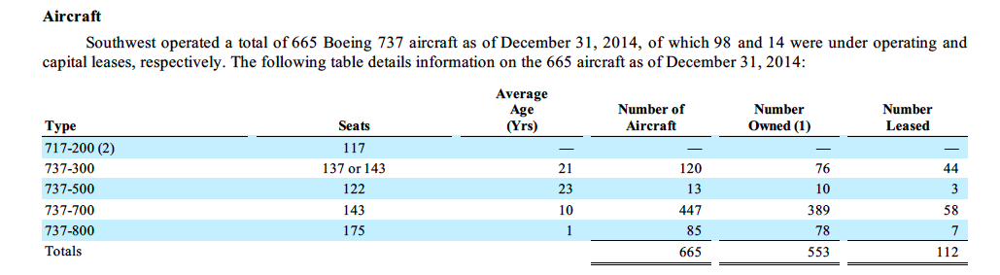 Aircraft
Southwest operated a total of 665 Boeing 737 aircraft as of December 31, 2014, of which 98 and 14 were under operating and
capital leases, respectively. The following table details information on the 665 aircraft as of December 31, 2014:
Average
Age Number of Number Number
Type Seats (Yrs) Aircraft Owned (1) Leased
717-200 (2) 117 — — — —
737-300 137 or 143 21 120 76 44
737-500 122 23 13 10 3
737-700 143 10 447 389 58
737-800 175 1 85 78 7
Totals 665 553 112